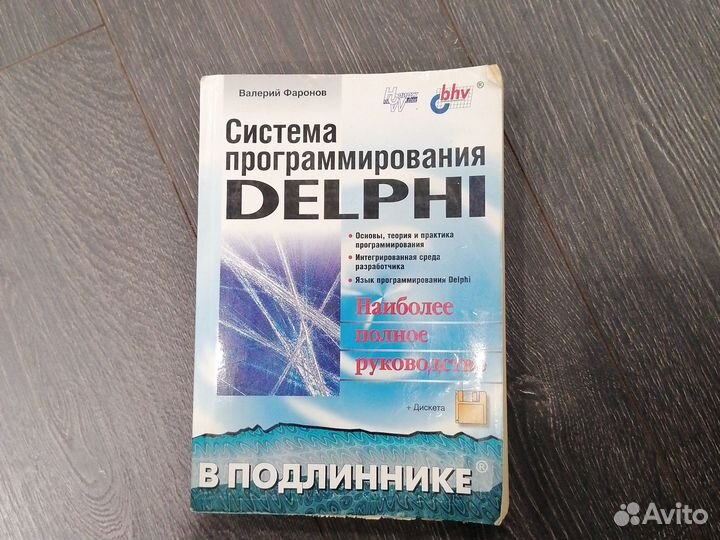 Валерий Фаронов
bhv®
Система
программирования
DELPHI
• Основы, теория и практика
программирования
• Интегрированная среда
разработчика
• Язык программирования Delphi
Наиболее
полное
руководство
+ Дискета
В ПОДЛИННИКЕ®
Avito